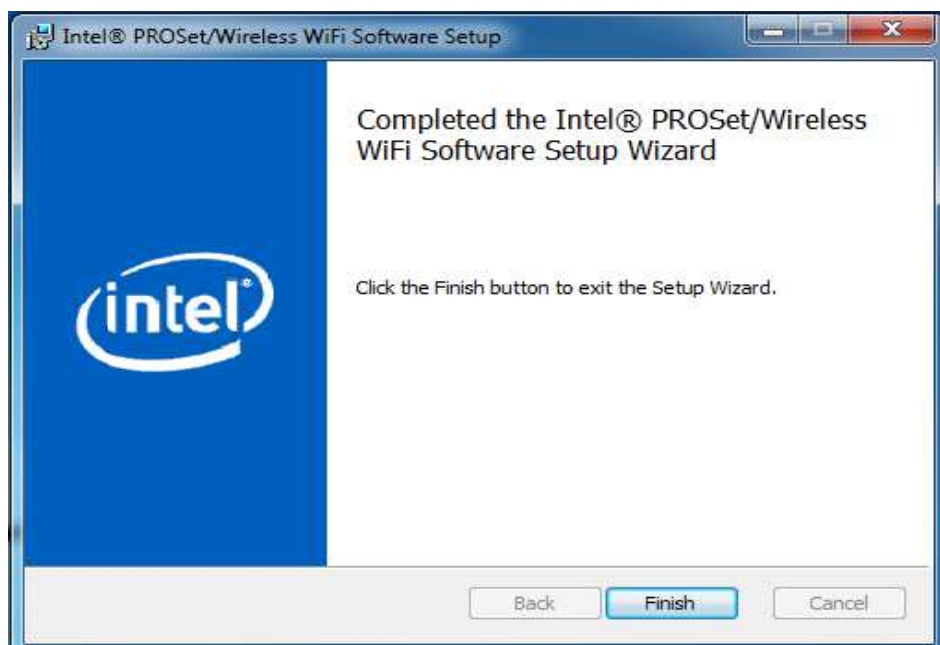 Intel® PROSet/Wireless WiFi Software Setup
Completed the Intel® PROSet/Wireless
WiFi Software Setup Wizard
Click the Finish button to exit the Setup Wizard.
(intel®)
Back
Finish
Cancel